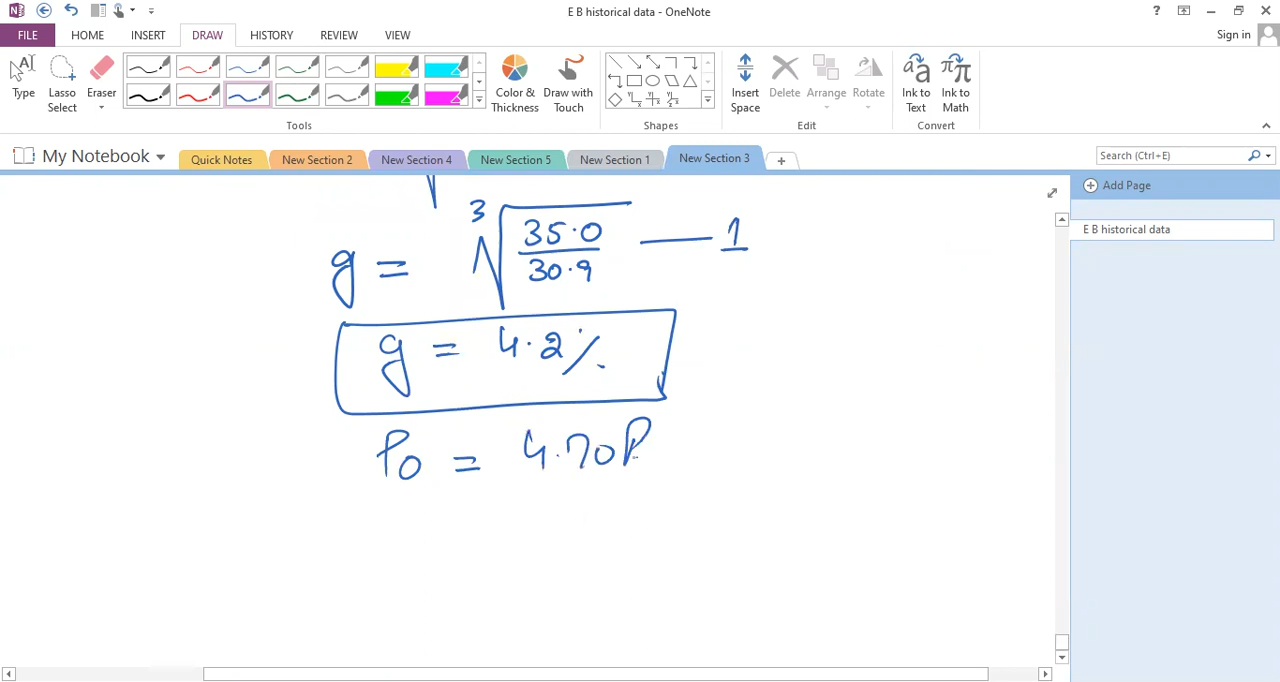 E B historical data - OneNote
?
FILE HOME INSERT DRAW HISTORY REVIEW VIEW
Sign in
Type
Lasso Select
Eraser
Color & Thickness
Draw with Touch
Insert Space
Delete
Arrange
Rotate
Ink to Text
Ink to Math
Tools Shapes Edit Convert
My Notebook Quick Notes New Section 2 New Section 4 New Section 5 New Section 1 New Section 3
Search (Ctrl+E)
Add Page
E B historical data
g = ∛(35.0/30.9) — 1
g = 4.2%
P0 = 4.70P